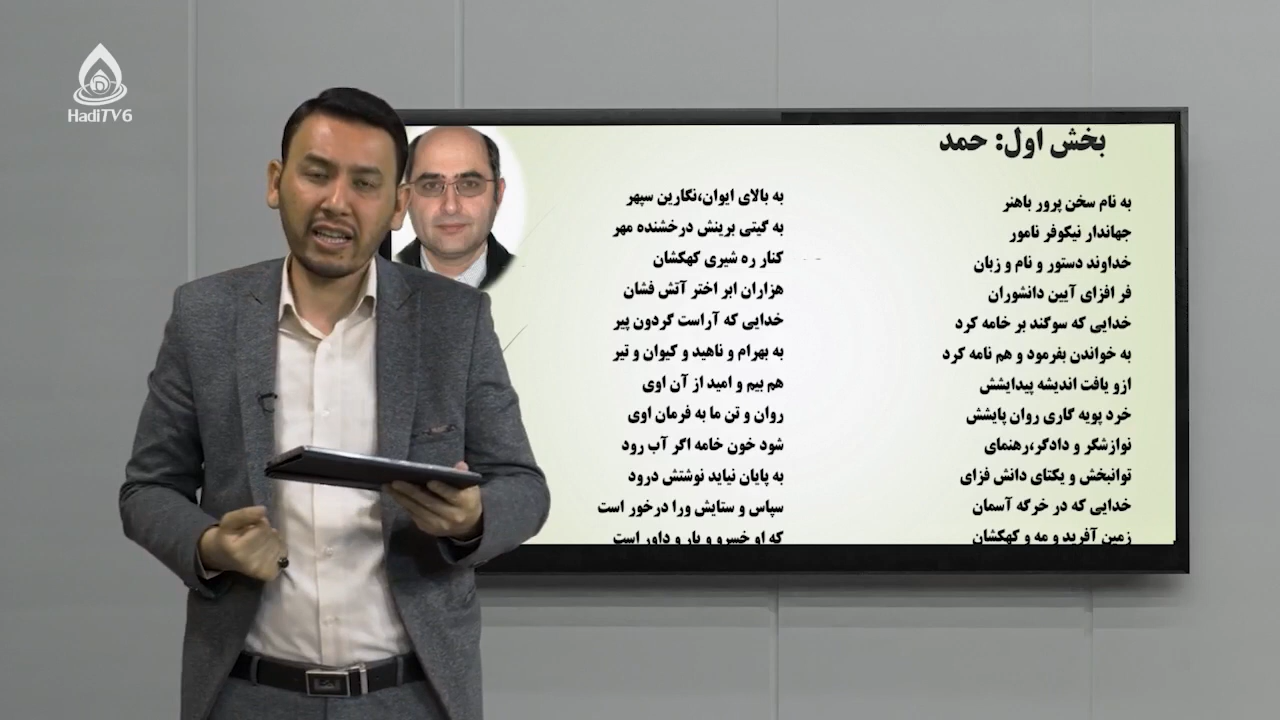 HadiTV6
بخش اول: حمد
به نام سخن پرور باهنر
جهاندار نیکوفر نامور
خداوند دستور و نام و زبان
فر افزای آیین دانشوران
خدایی که سوگند بر خامه کرد
به خواندن بفرمود و هم نامه کرد
ازو یافت اندیشه پیدایشش
خرد پویه گاری روان پایشش
نوازشگر و دادگر،رهنمای
توانبخش و یکتای دانش فزای
خدایی که در خرگه آسمان
زمین آفرید و مه و کهکشان
به بالای ایوان،نگارین سپهر
به گیتی برینش درخشنده مهر
کنار ره شیری کهکشان
هزاران ابر اختر آتش فشان
خدایی که آراست گردون پیر
به بهرام و ناهید و کیوان و تیر
هم بیم و امید از آن اوی
روان و تن ما به فرمان اوی
شود خون خامه اگر آب رود
به پایان نیاید نوشتش درود
سپاس و ستایش ورا درخور است
که او خسرو و یار و داور است